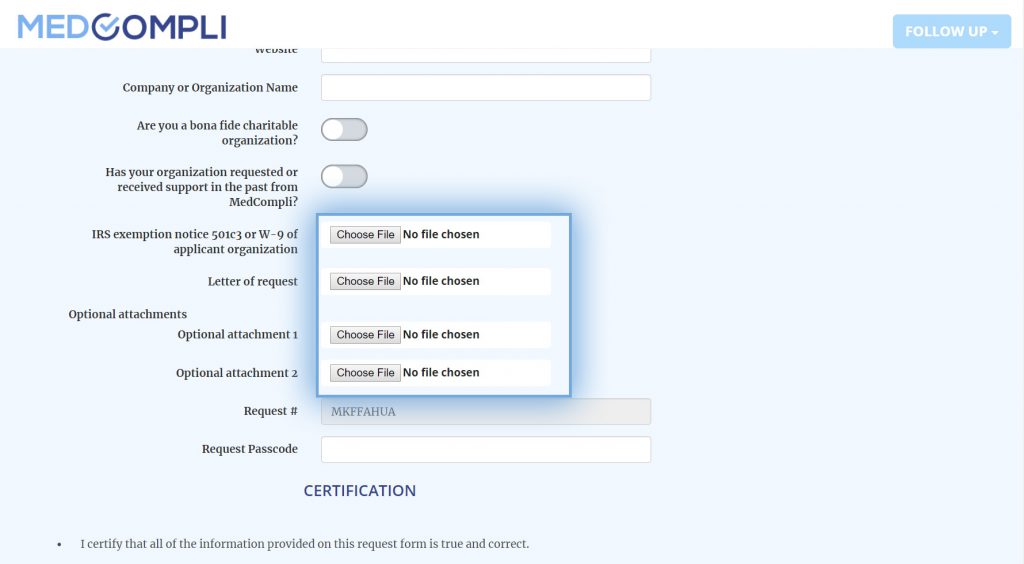 MEDCOMPLI
FOLLOW UP
Website
Company or Organization Name
Are you a bona fide charitable
organization?
Has your organization requested or
received support in the past from
MedCompli?
IRS exemption notice 501c3 or W-9 of
applicant organization
Choose File No file chosen
Letter of request
Choose File No file chosen
Optional attachments
Optional attachment 1
Choose File No file chosen
Optional attachment 2
Choose File No file chosen
Request #
MKFFAHUA
Request Passcode
CERTIFICATION
• I certify that all of the information provided on this request form is true and correct.